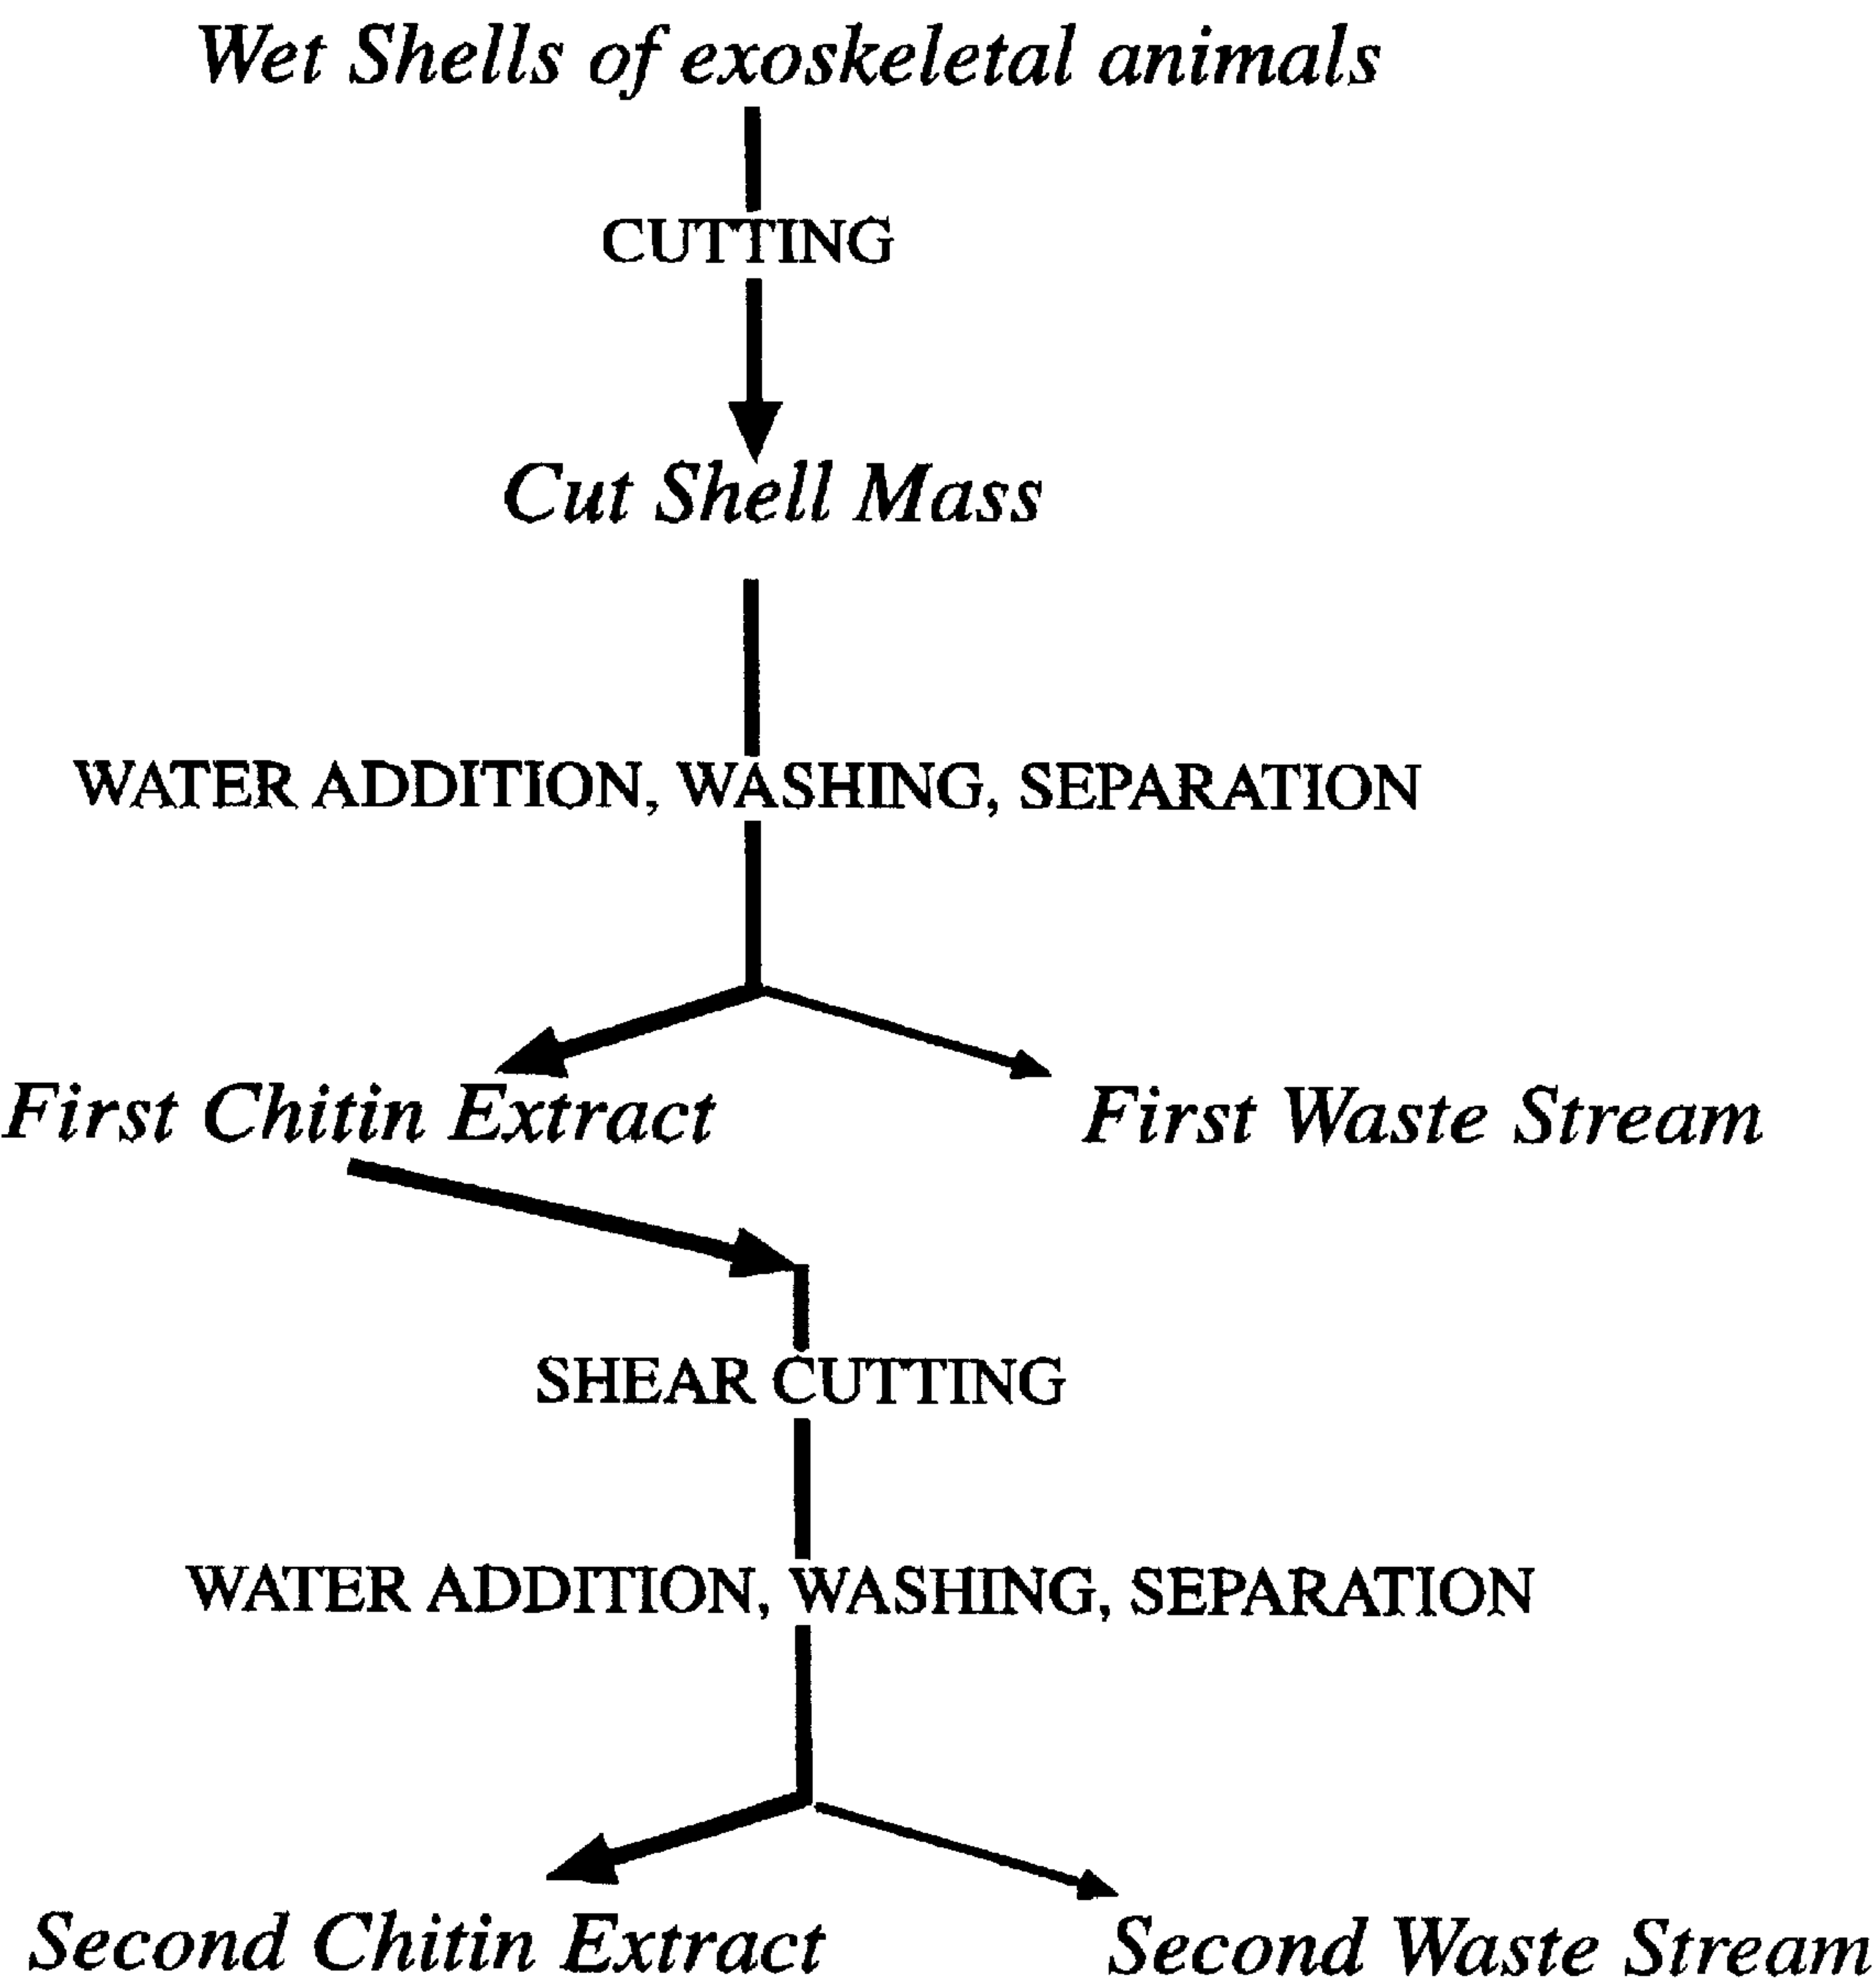 Wet Shells of exoskeletal animals
CUTTING
Cut Shell Mass
WATER ADDITION, WASHING, SEPARATION
First Chitin Extract
First Waste Stream
SHEAR CUTTING
WATER ADDITION, WASHING, SEPARATION
Second Chitin Extract
Second Waste Stream